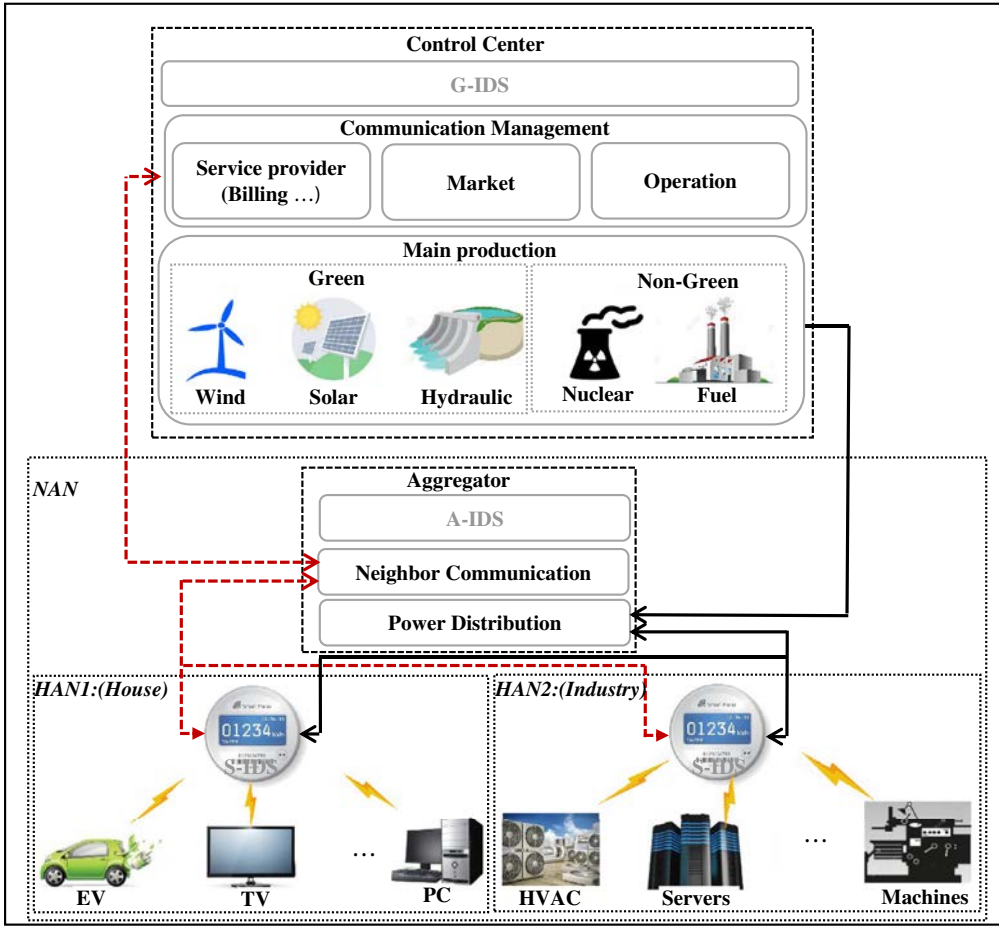 Control Center
G-IDS
Communication Management
Service provider
(Billing …)
Market
Operation
Main production
Green
Non-Green
Wind
Solar
Hydraulic
Nuclear
Fuel
NAN
Aggregator
A-IDS
Neighbor Communication
Power Distribution
HAN1:(House)
HAN2:(Industry)
01234
S-IDS
01234
S-IDS
…
…
EV
TV
PC
HVAC
Servers
Machines